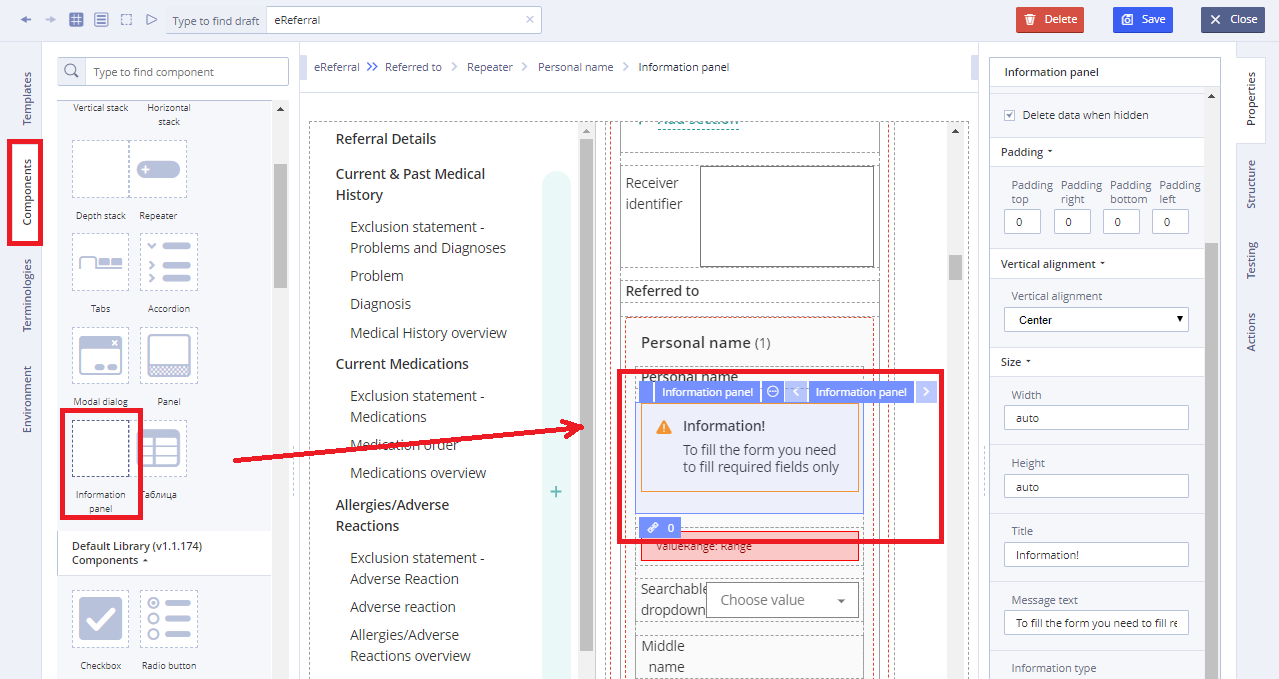 Type to find draft
eReferral
Delete
Save
Close
Templates
Components
Terminologies
Environment
Type to find component
Vertical stack
Horizontal
stack
Depth stack
Repeater
Tabs
Accordion
Modal dialog
Panel
Information
panel
Таблица
Default Library (v1.1.174)
Components
Checkbox
Radio button
eReferral
Referred to
Repeater
Personal name
Information panel
Referral Details
Current & Past Medical
History
Exclusion statement -
Problems and Diagnoses
Problem
Diagnosis
Medical History overview
Current Medications
Exclusion statement -
Medications
Medication order
Medications overview
Allergies/Adverse
Reactions
Exclusion statement -
Adverse Reaction
Adverse reaction
Allergies/Adverse
Reactions overview
Add section
Receiver
identifier
Referred to
Personal name (1)
Personal name
Information panel
Information panel
Information!
To fill the form you need
to fill required fields only
0
ValueRange: Range
Searchable
dropdown
Choose value
Middle
name
Information panel
Delete data when hidden
Padding
Padding
top
Padding
right
Padding
bottom
Padding
left
0
0
0
0
Vertical alignment
Vertical alignment
Center
Size
Width
auto
Height
auto
Title
Information!
Message text
To fill the form you need to fill re
Information type
Properties
Structure
Testing
Actions